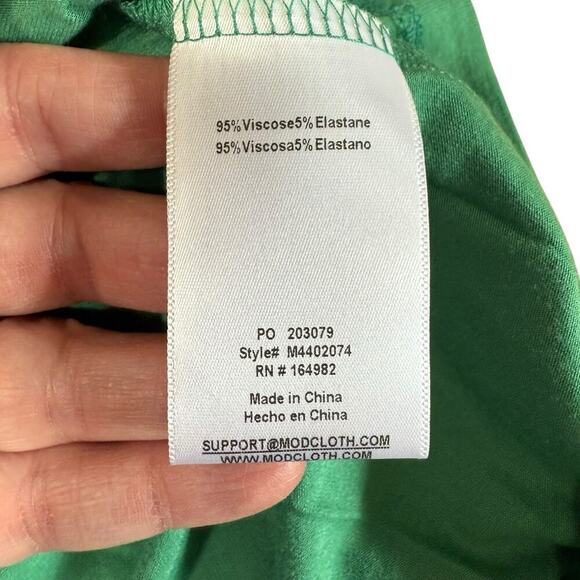 95%Viscose5%Elastane
95%Viscosa5%Elastano
PO 203079
Style# M4402074
RN # 164982
Made in China
Hecho en China
SUPPORT@MODCLOTH.COM
WWW.MODCLOTH.COM